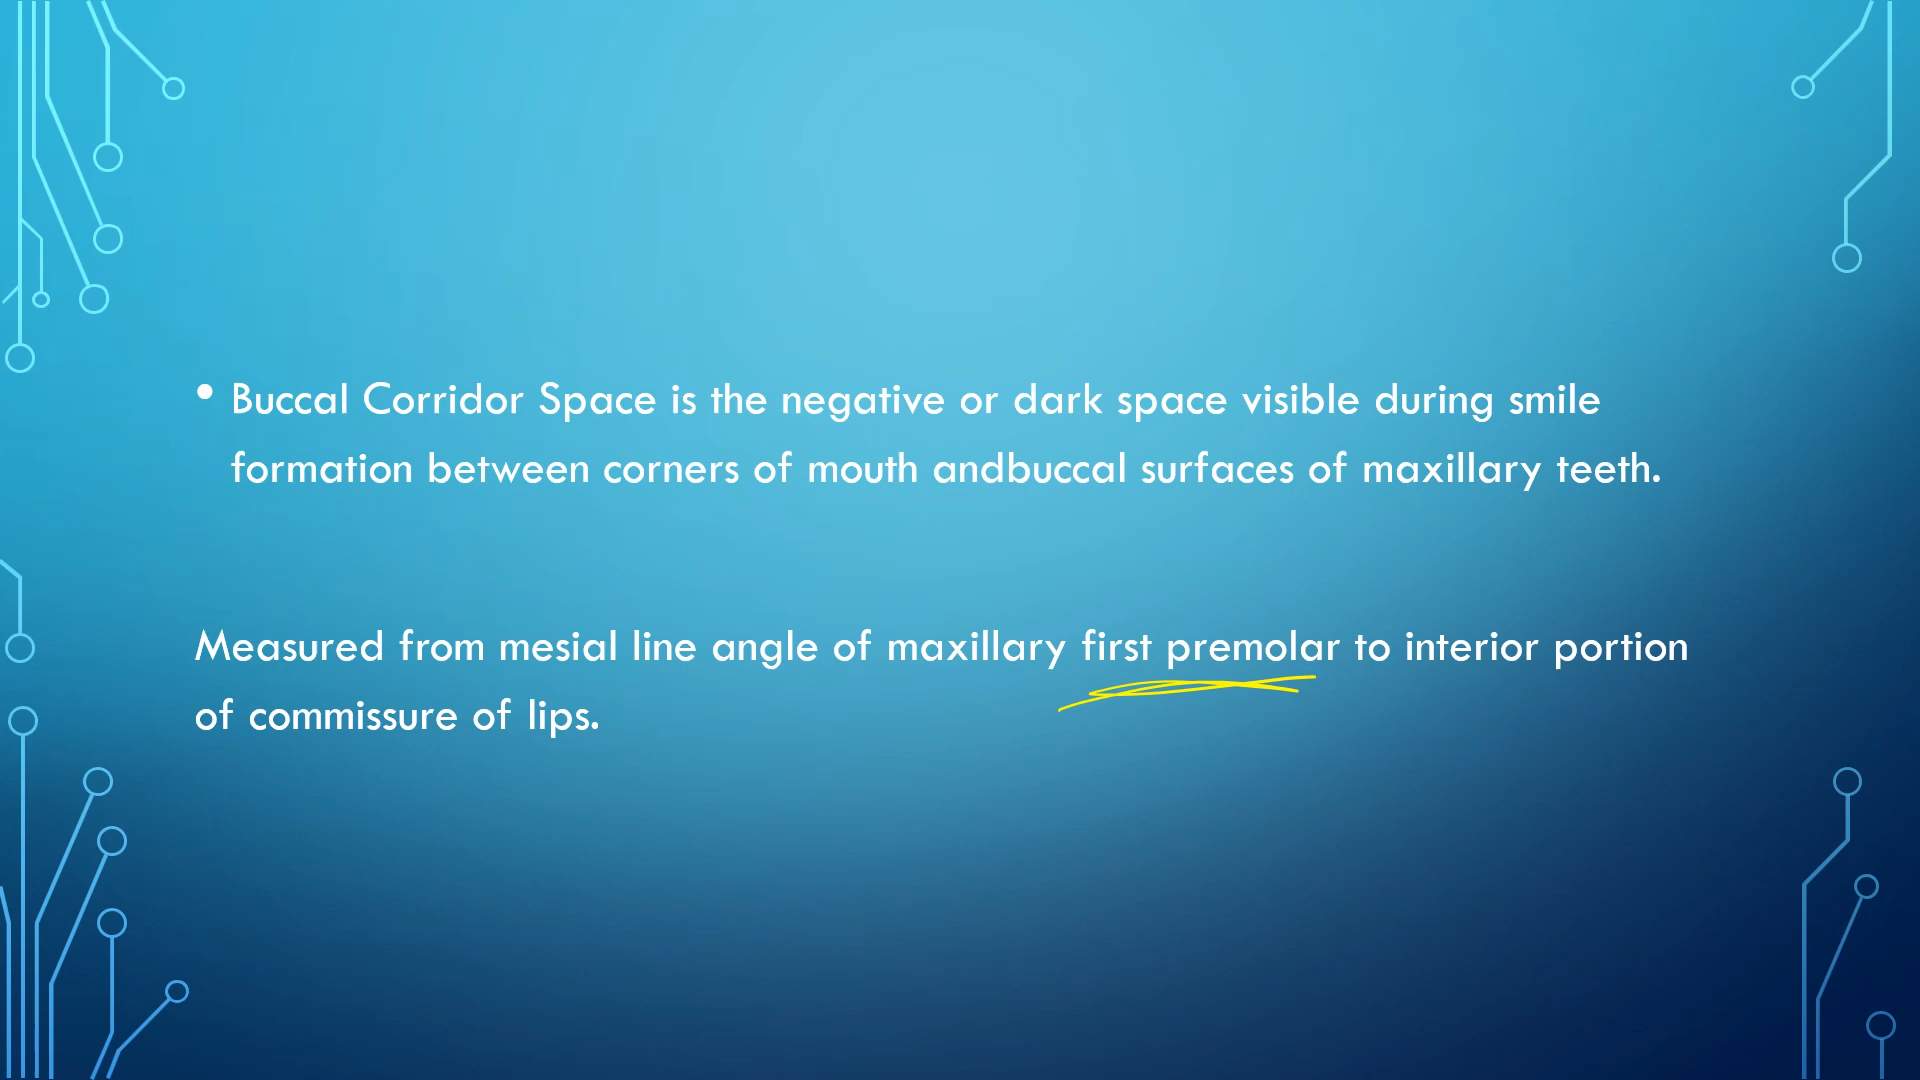 • Buccal Corridor Space is the negative or dark space visible during smile
formation between corners of mouth andbuccal surfaces of maxillary teeth.
Measured from mesial line angle of maxillary first premolar to interior portion
of commissure of lips.